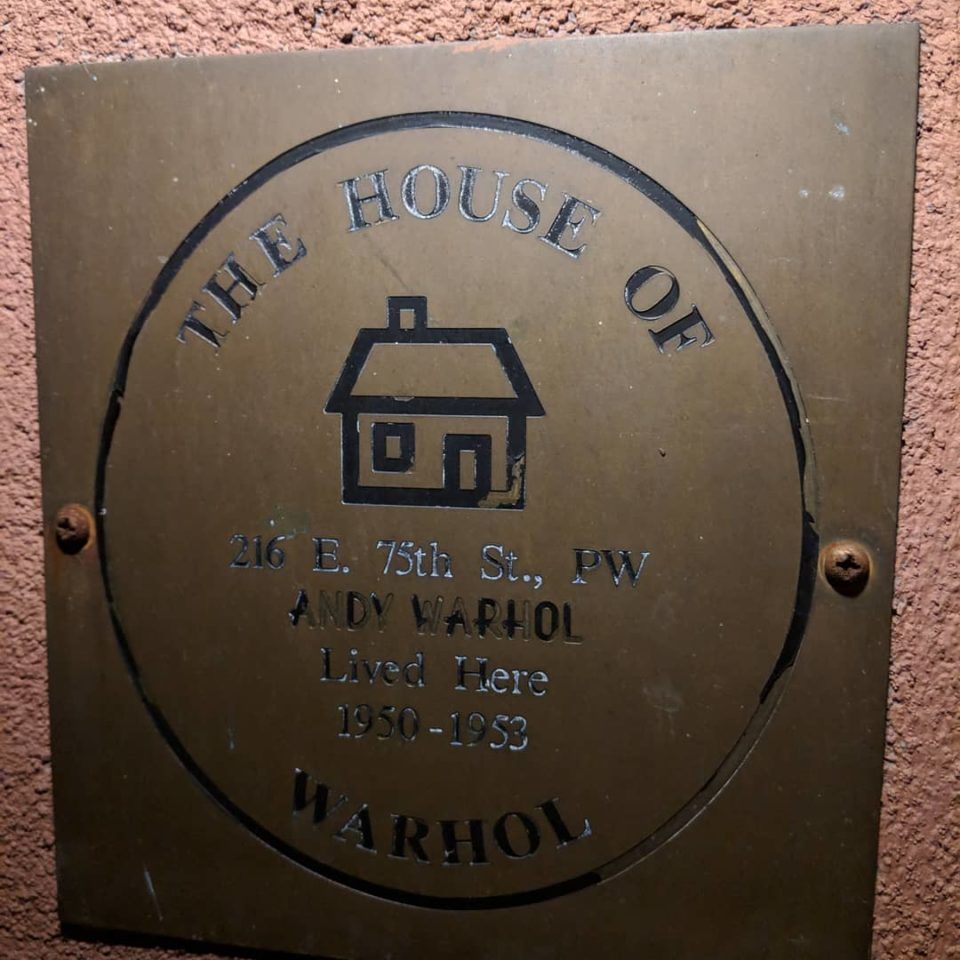 THE HOUSE OF
216 E. 75th St., PW
ANDY WARHOL
Lived Here
1950-1953
WARHOL